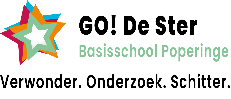 GO! De Ster
Basisschool Poperinge
Verwonder. Onderzoek. Schitter.